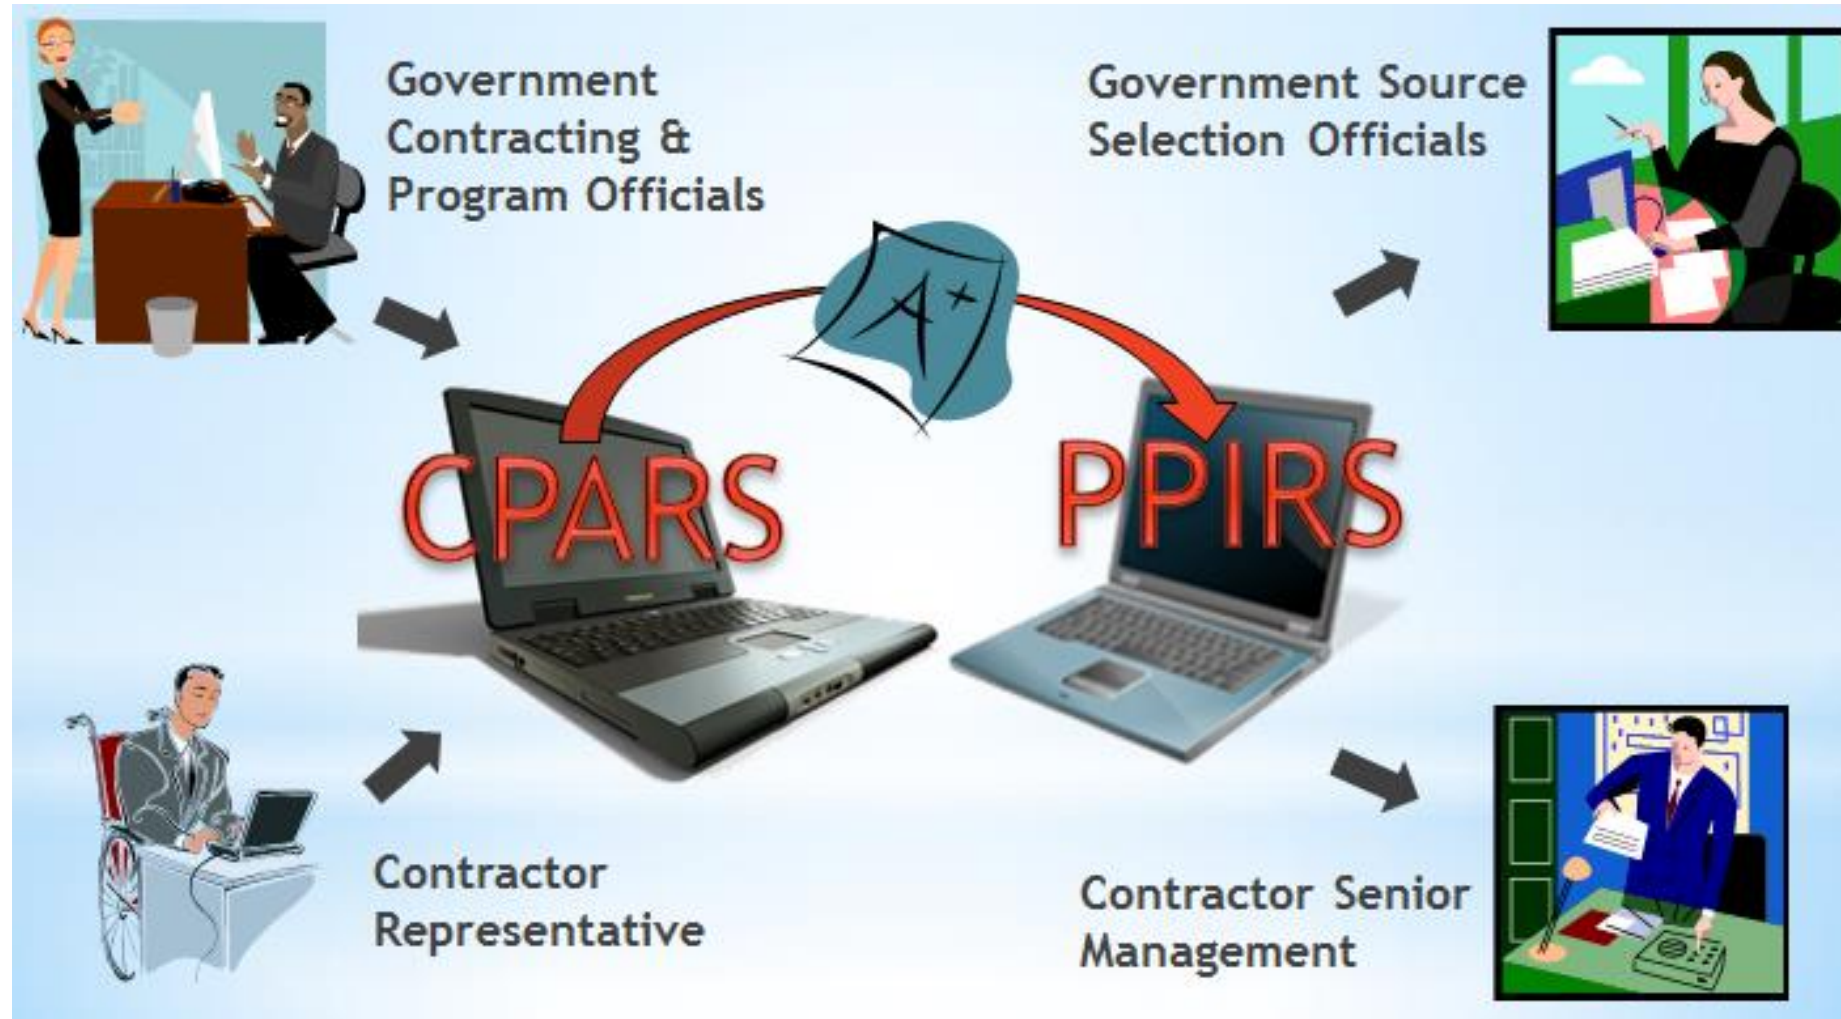 Government
Contracting &
Program Officials
Government Source
Selection Officials
A+
CPARS
PPIRS
Contractor
Representative
Contractor Senior
Management